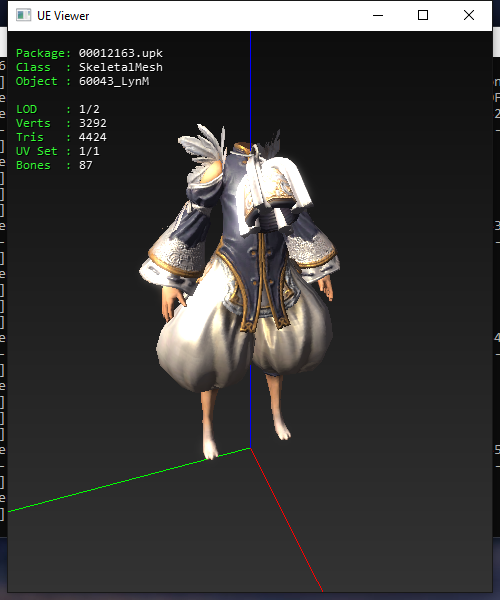 UE Viewer
Package: 00012163.upk
Class : SkeletalMesh
Object : 60043_LynM
LOD : 1/2
Verts : 3292
Tris : 4424
UV Set : 1/1
Bones : 87